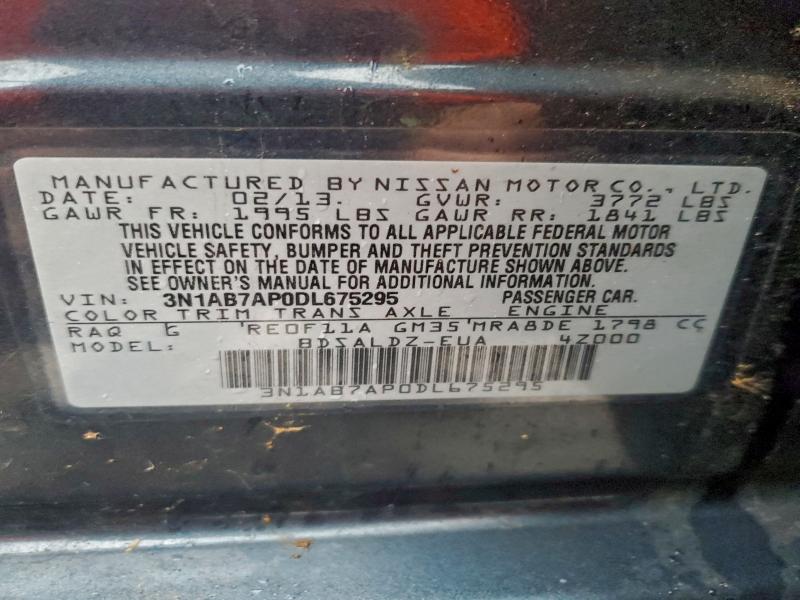 MANUFACTURED BY NISSAN MOTOR CO., LTD.
DATE: 02/13. GVWR: 3772 LBS
GAWR FR: 1995 LBS GAWR RR: 1841 LBS
THIS VEHICLE CONFORMS TO ALL APPLICABLE FEDERAL MOTOR
VEHICLE SAFETY, BUMPER AND THEFT PREVENTION STANDARDS
IN EFFECT ON THE DATE OF MANUFACTURE SHOWN ABOVE.
SEE OWNER'S MANUAL FOR ADDITIONAL INFORMATION.
VIN: 3N1AB7AP0DL675295 PASSENGER CAR.
COLOR TRIM TRANS AXLE ENGINE
RAQ G RE0F11A GM35 MRA8DE 1798 CC
MODEL: BDSALDZ-EUA 4Z000
3N1AB7AP0DL675295